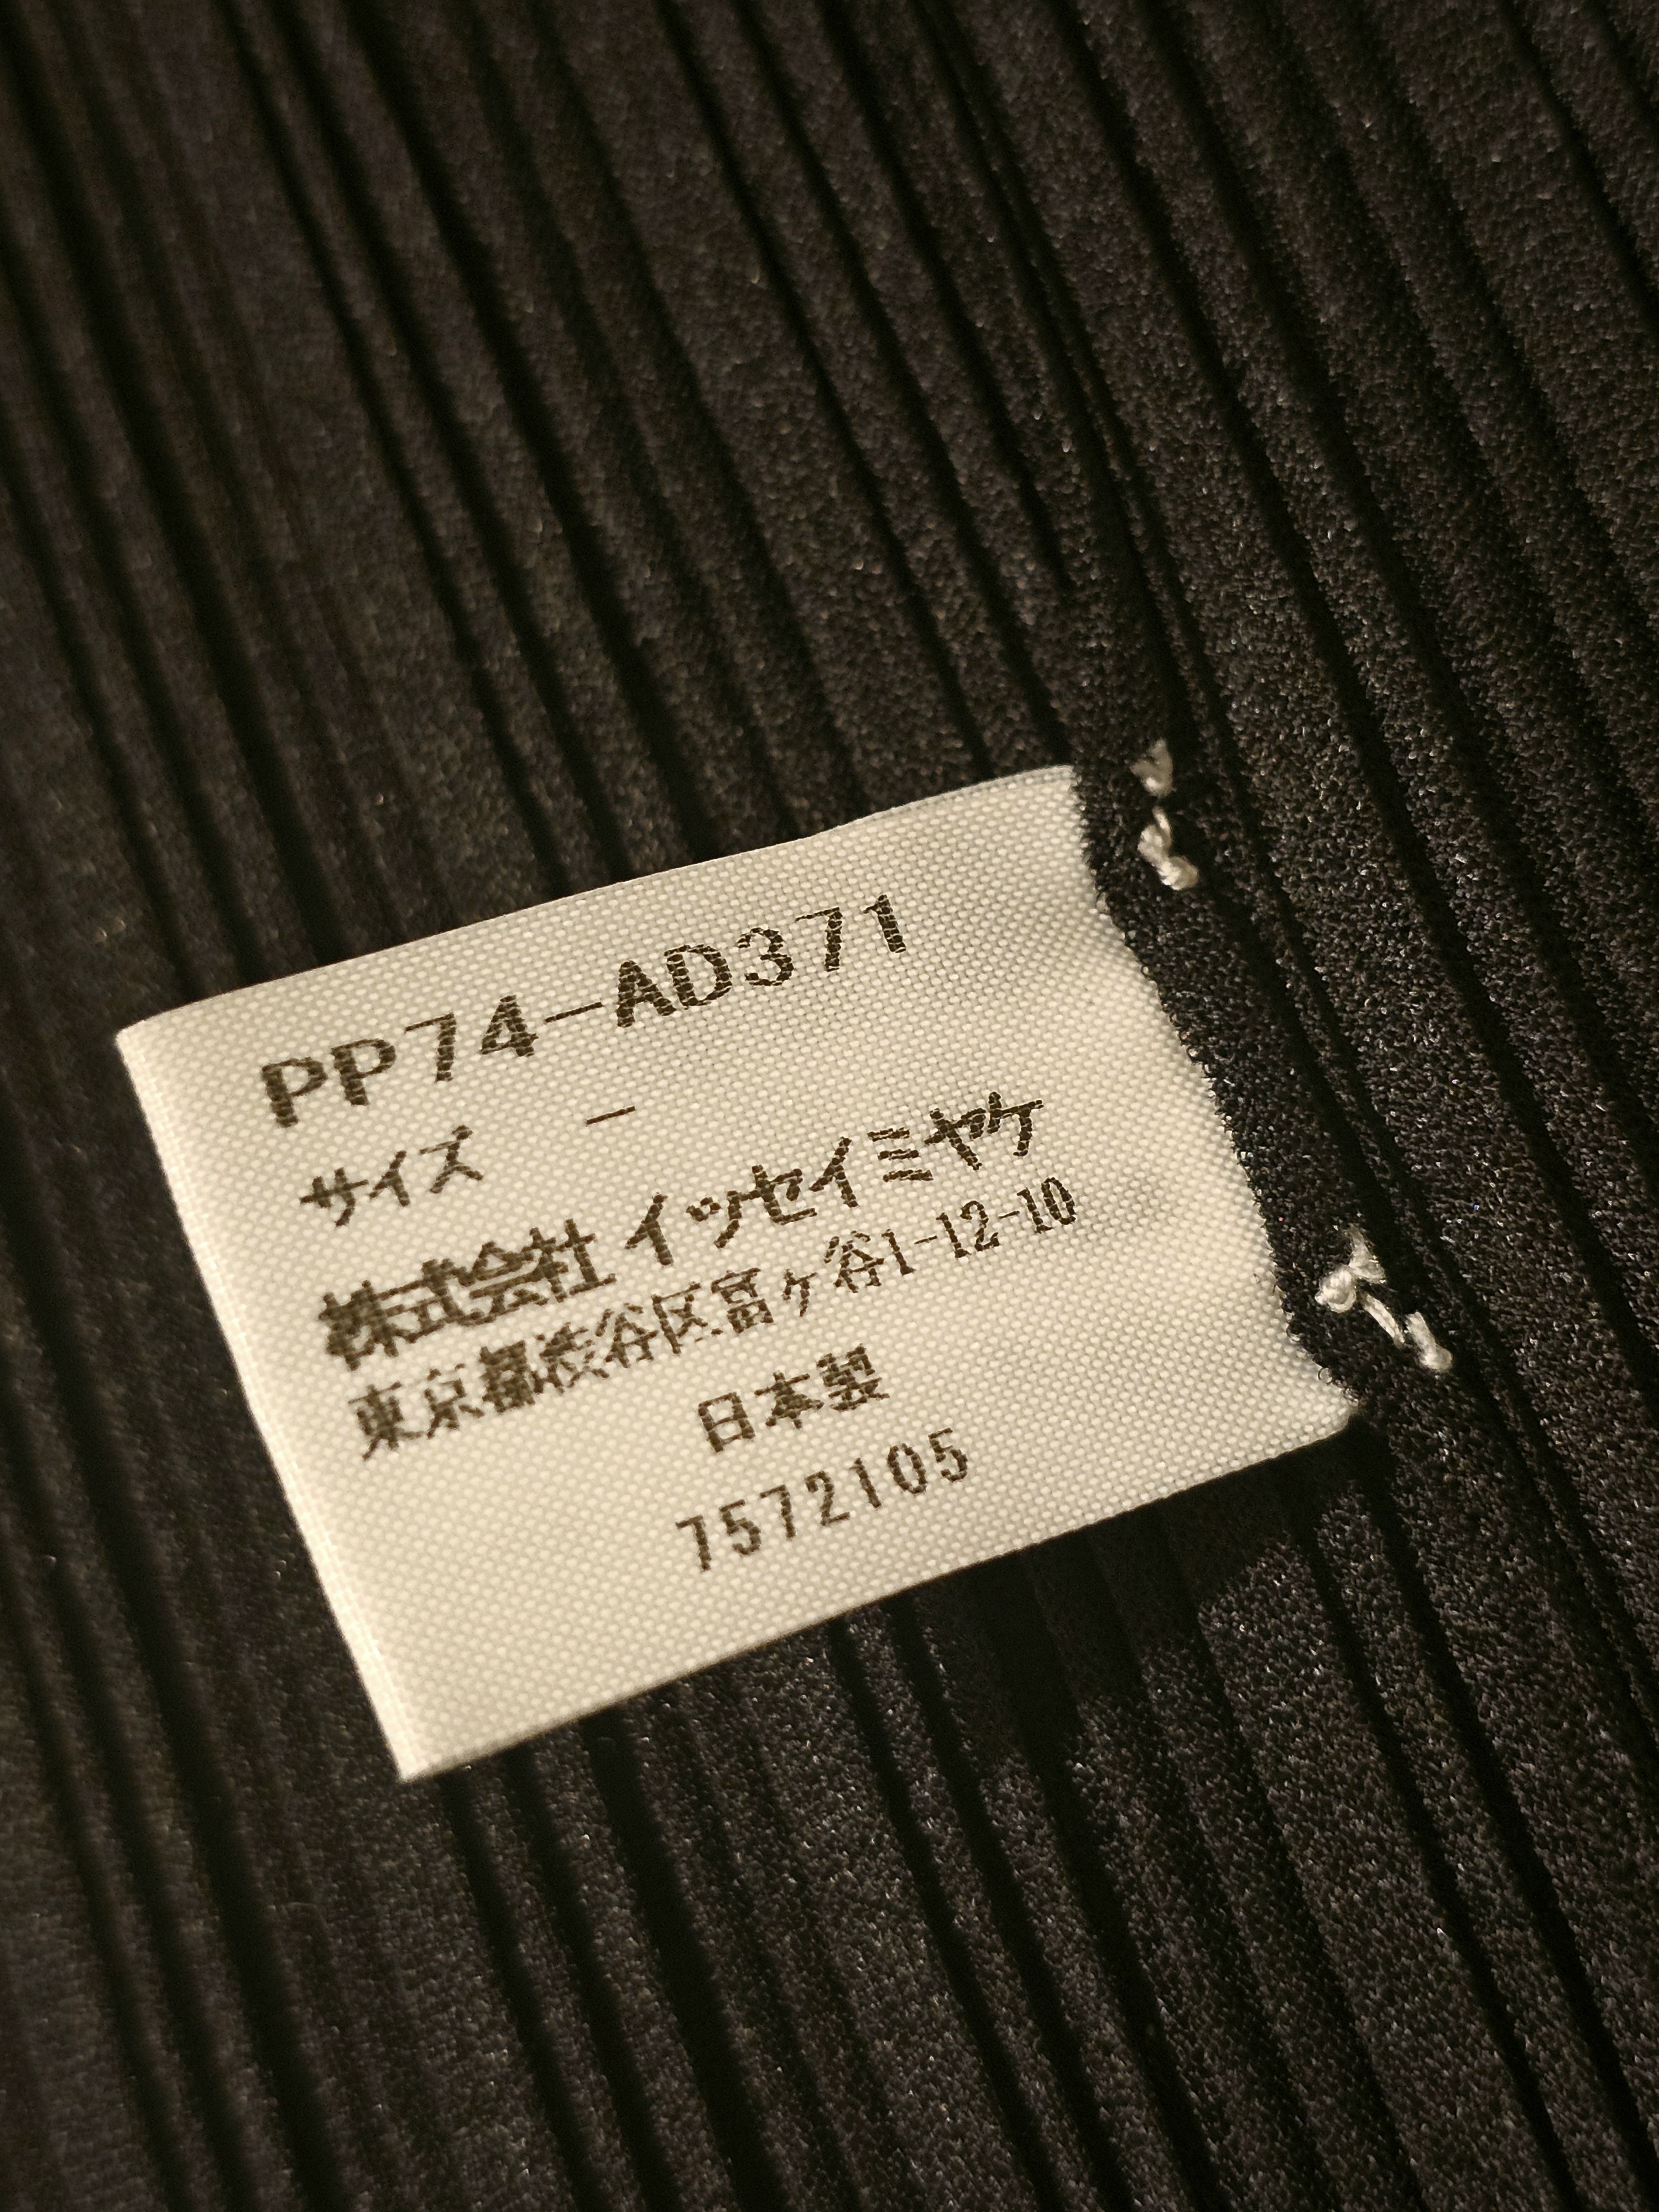 PP74-AD371
サイズ －
株式会社 イッセイミヤケ
東京都渋谷区富ヶ谷1-12-10
日本製
7572105